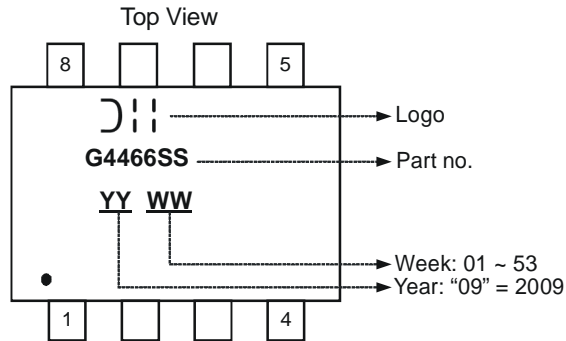 Top View
8 5
Logo
G4466SS Part no.
YY WW
Week: 01 ~ 53
Year: “09” = 2009
1 4